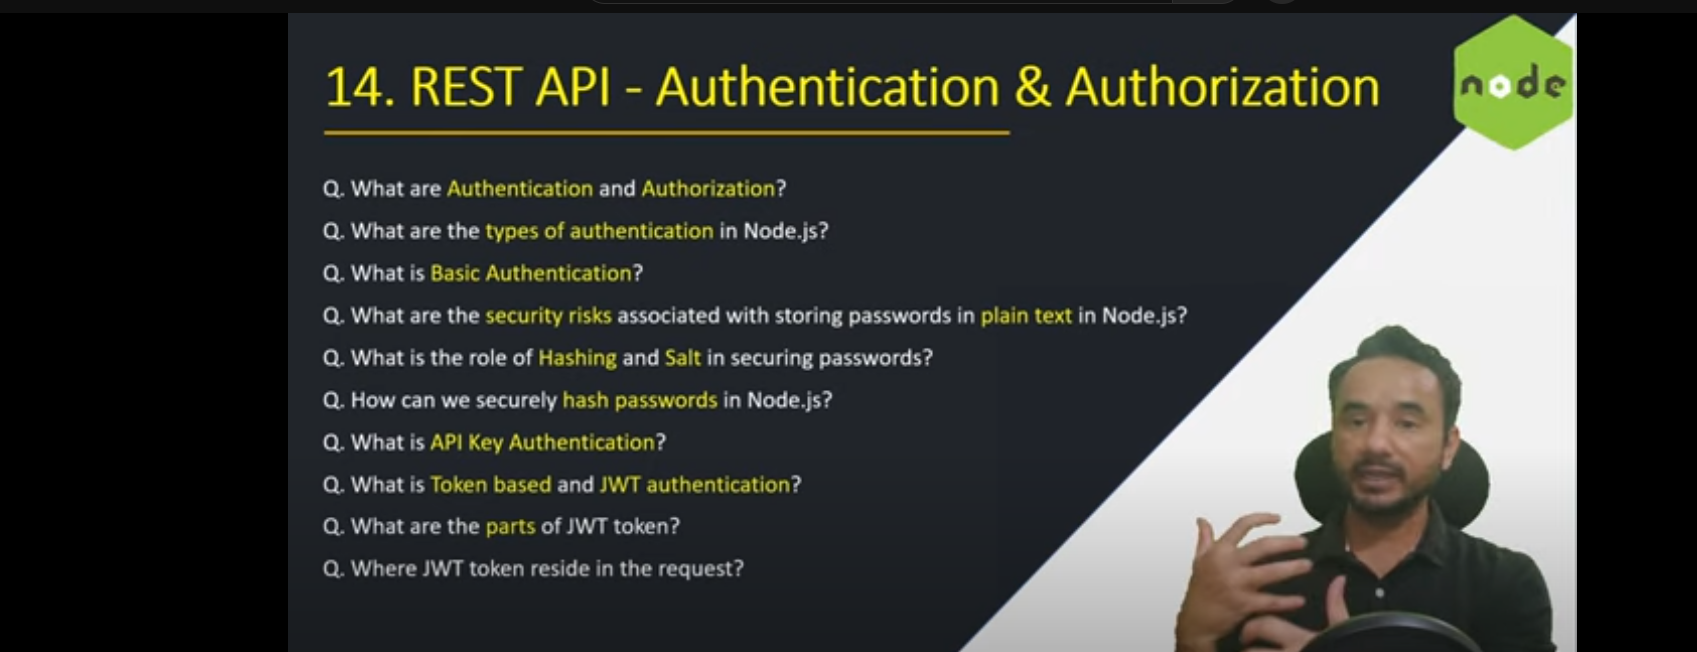 14. REST API - Authentication & Authorization
node
Q. What are Authentication and Authorization?
Q. What are the types of authentication in Node.js?
Q. What is Basic Authentication?
Q. What are the security risks associated with storing passwords in plain text in Node.js?
Q. What is the role of Hashing and Salt in securing passwords?
Q. How can we securely hash passwords in Node.js?
Q. What is API Key Authentication?
Q. What is Token based and JWT authentication?
Q. What are the parts of JWT token?
Q. Where JWT token reside in the request?